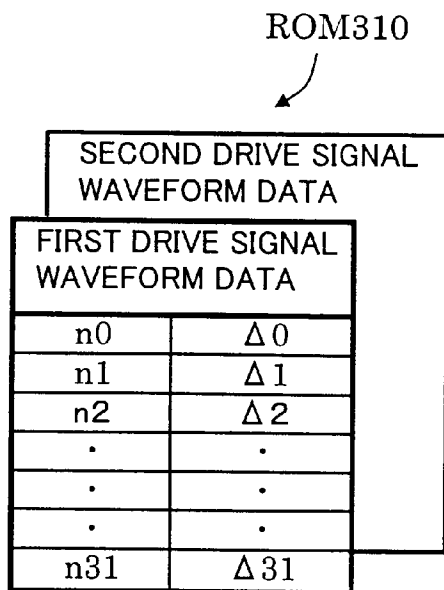 ROM310
SECOND DRIVE SIGNAL
WAVEFORM DATA
FIRST DRIVE SIGNAL
WAVEFORM DATA
n0 Δ0
n1 Δ1
n2 Δ2
· ·
· ·
· ·
n31 Δ31